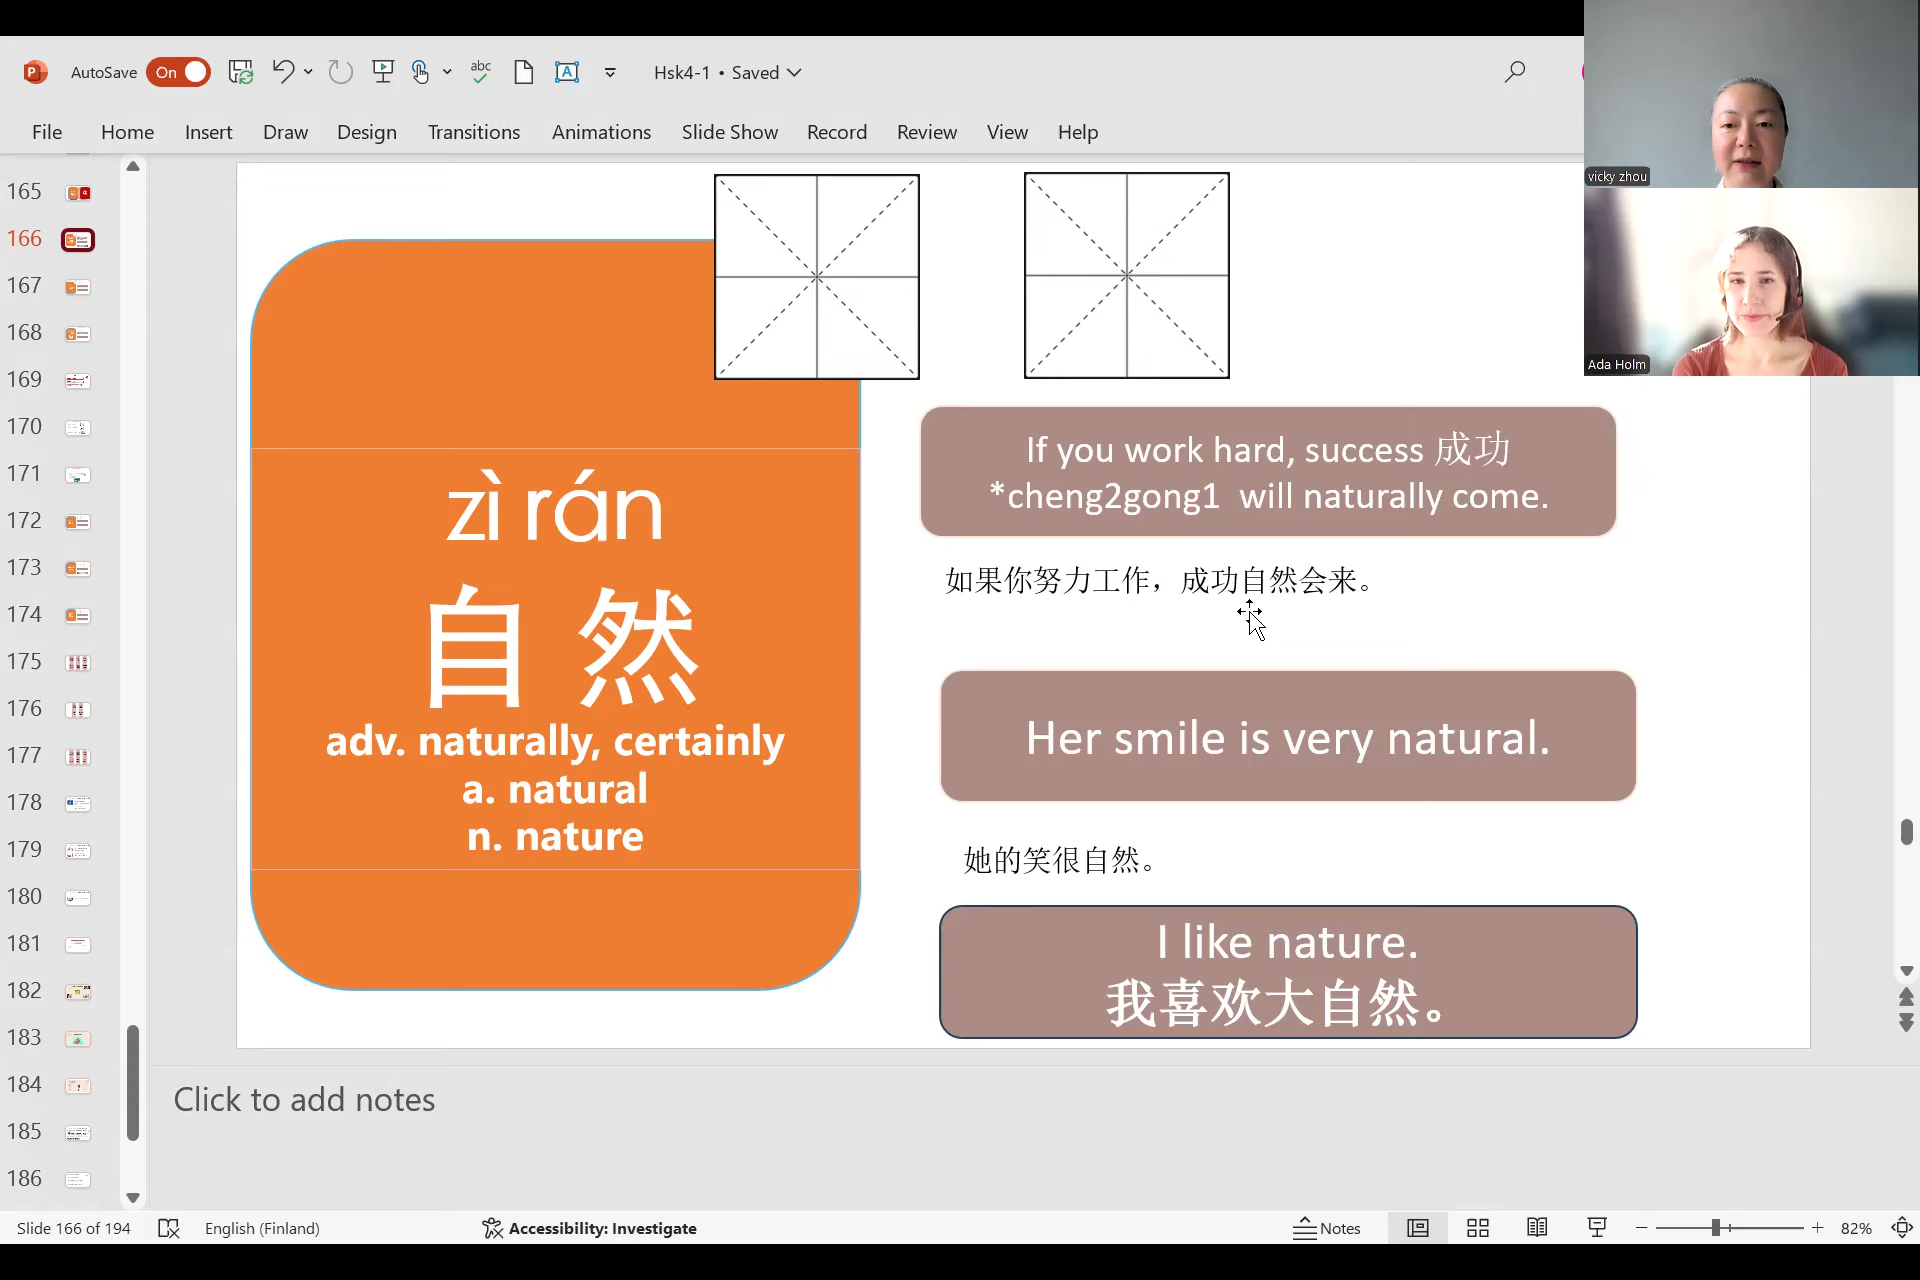 AutoSave On Hsk4-1 • Saved
File Home Insert Draw Design Transitions Animations Slide Show Record Review View Help
vicky zhou
Ada Holm
165
166
167
168
169
170
171
172
173
174
175
176
177
178
179
180
181
182
183
184
185
186
zì rán
自 然
adv. naturally, certainly
a. natural
n. nature
If you work hard, success 成功
*cheng2gong1 will naturally come.
如果你努力工作，成功自然会来。
Her smile is very natural.
她的笑很自然。
I like nature.
我喜欢大自然。
Click to add notes
Slide 166 of 194 English (Finland) Accessibility: Investigate Notes 82%